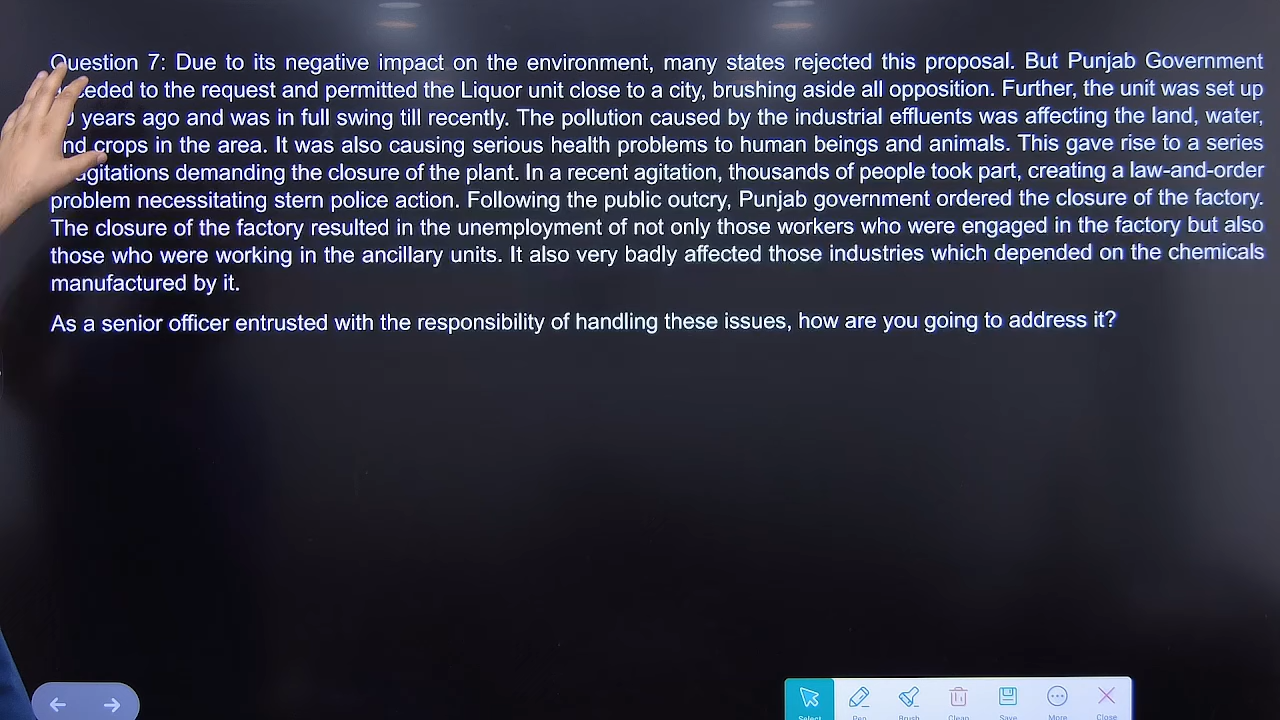 Question 7: Due to its negative impact on the environment, many states rejected this proposal. But Punjab Government
eded to the request and permitted the Liquor unit close to a city, brushing aside all opposition. Further, the unit was set up
years ago and was in full swing till recently. The pollution caused by the industrial effluents was affecting the land, water,
nd crops in the area. It was also causing serious health problems to human beings and animals. This gave rise to a series
agitations demanding the closure of the plant. In a recent agitation, thousands of people took part, creating a law-and-order
problem necessitating stern police action. Following the public outcry, Punjab government ordered the closure of the factory.
The closure of the factory resulted in the unemployment of not only those workers who were engaged in the factory but also
those who were working in the ancillary units. It also very badly affected those industries which depended on the chemicals
manufactured by it.
As a senior officer entrusted with the responsibility of handling these issues, how are you going to address it?
Select Pen Brush Clean Save More Close